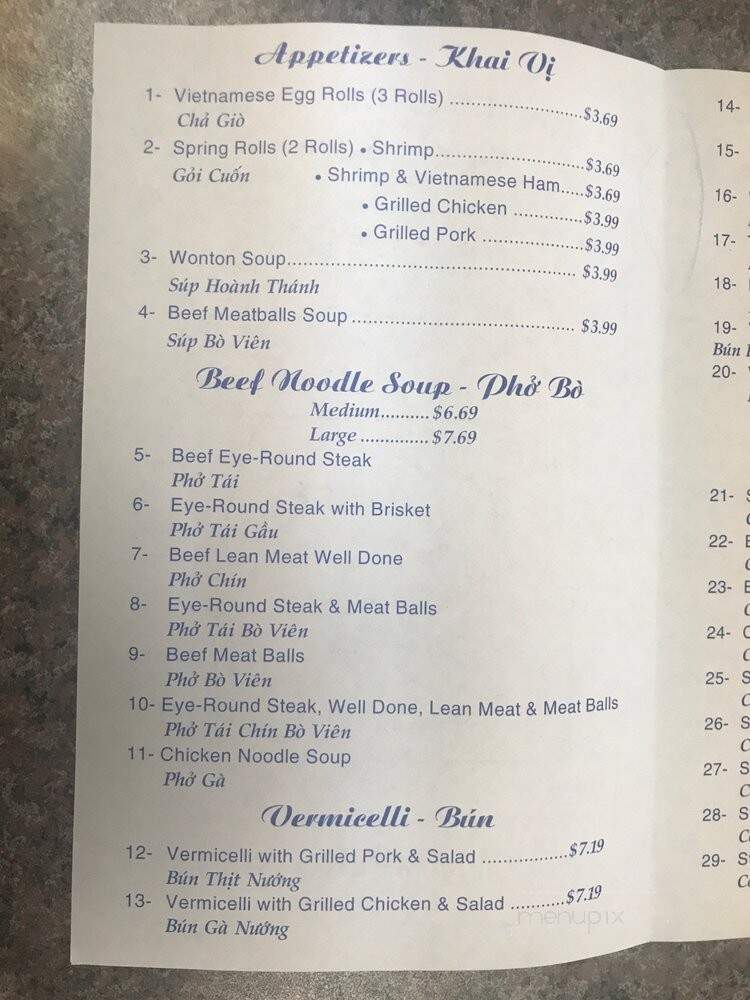 Appetizers - Khai Vị
1- Vietnamese Egg Rolls (3 Rolls) ........................$3.69
Chả Giò
2- Spring Rolls (2 Rolls) • Shrimp............................$3.69
Gỏi Cuốn • Shrimp & Vietnamese Ham.....$3.69
• Grilled Chicken .............$3.99
• Grilled Pork ...................$3.99
3- Wonton Soup...................................................... $3.99
Súp Hoành Thánh
4- Beef Meatballs Soup.......................................... $3.99
Súp Bò Viên
Beef Noodle Soup - Phở Bò
Medium..........$6.69
Large ..............$7.69
5- Beef Eye-Round Steak
Phở Tái
6- Eye-Round Steak with Brisket
Phở Tái Gầu
7- Beef Lean Meat Well Done
Phở Chín
8- Eye-Round Steak & Meat Balls
Phở Tái Bò Viên
9- Beef Meat Balls
Phở Bò Viên
10- Eye-Round Steak, Well Done, Lean Meat & Meat Balls
Phở Tái Chín Bò Viên
11- Chicken Noodle Soup
Phở Gà
Vermicelli - Bún
12- Vermicelli with Grilled Pork & Salad .................$7.19
Bún Thịt Nướng
13- Vermicelli with Grilled Chicken & Salad ...........$7.19
Bún Gà Nướng
14-
15-
16-
17-
18-
19-
Bún
20-
21- S
22-
23-
24-
25- S
26- S
27- S
28- S
29- S
menupix